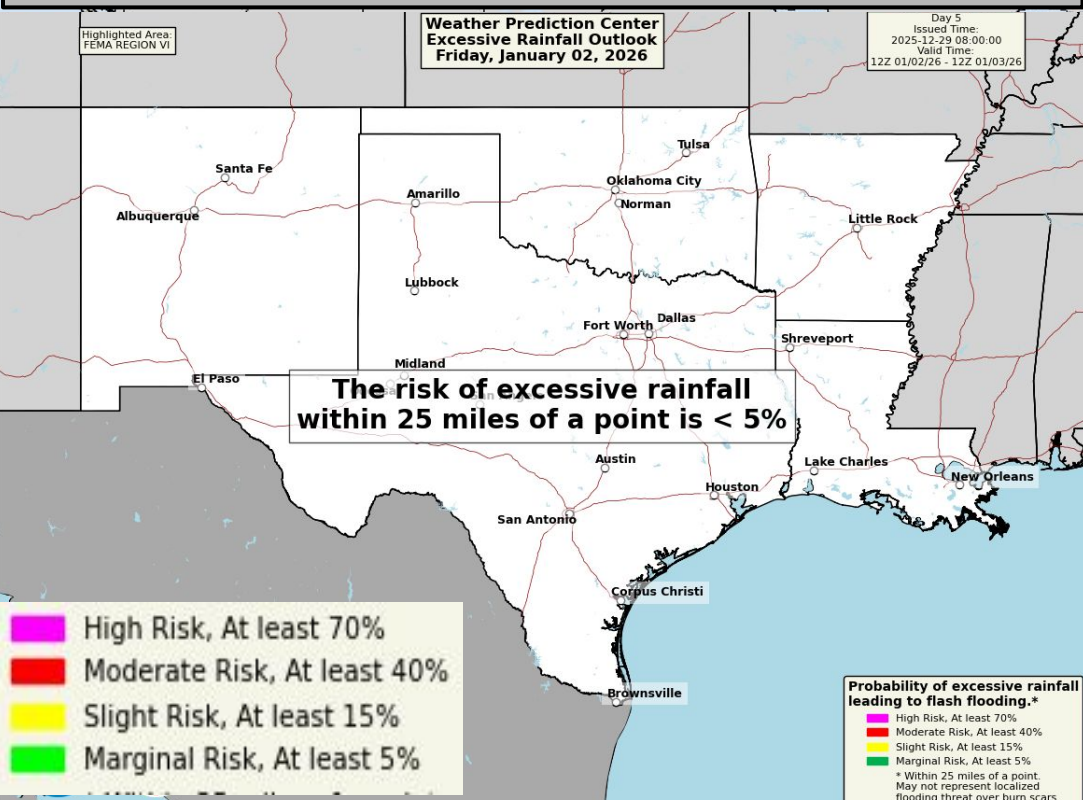 Highlighted Area:
FEMA REGION VI
Weather Prediction Center
Excessive Rainfall Outlook
Friday, January 02, 2026
Day 5
Issued Time:
2025-12-29 08:00:00
Valid Time:
12Z 01/02/26 - 12Z 01/03/26
Tulsa
Santa Fe
Oklahoma City
Amarillo
Norman
Albuquerque
Little Rock
Lubbock
Dallas
Fort Worth
Shreveport
Midland
El Paso
The risk of excessive rainfall
within 25 miles of a point is < 5%
Austin
Lake Charles
New Orleans
Houston
San Antonio
Corpus Christi
Brownsville
High Risk, At least 70%
Moderate Risk, At least 40%
Slight Risk, At least 15%
Marginal Risk, At least 5%
Probability of excessive rainfall
leading to flash flooding.*
High Risk, At least 70%
Moderate Risk, At least 40%
Slight Risk, At least 15%
Marginal Risk, At least 5%
* Within 25 miles of a point.
May not represent localized
flooding threat over burn scars